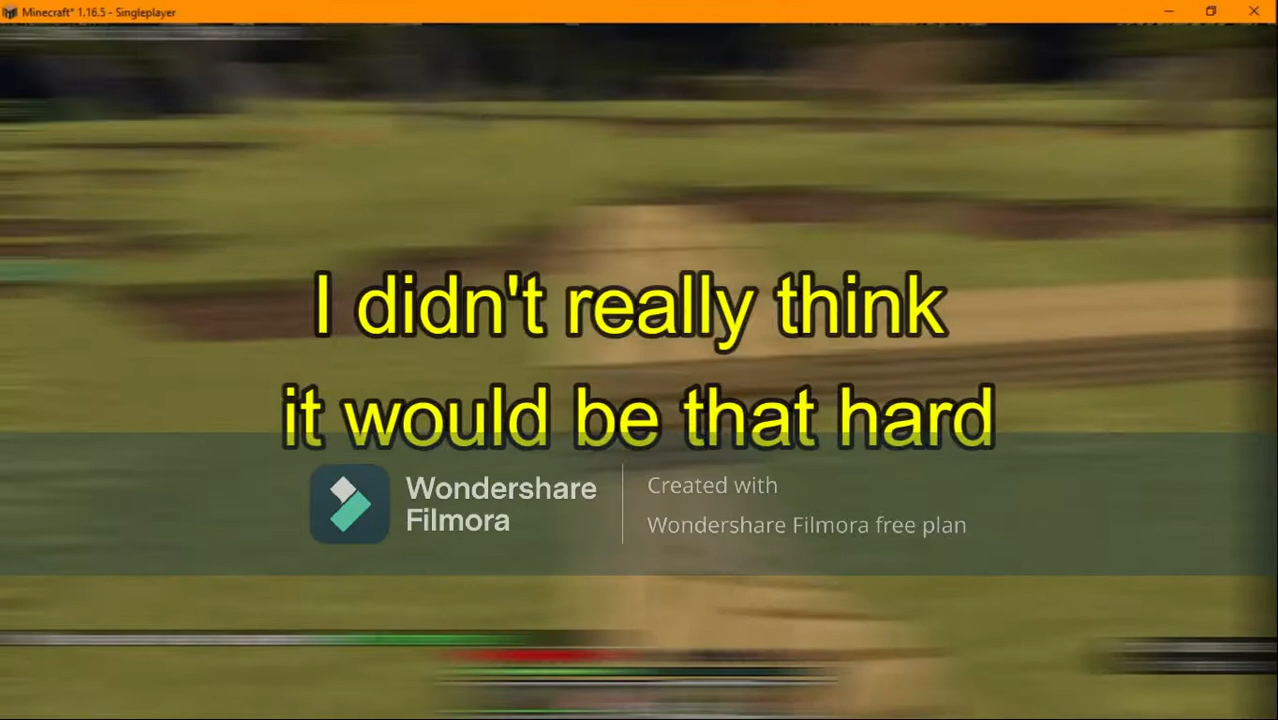 Minecraft* 1.16.5 - Singleplayer
I didn't really think
it would be that hard
Wondershare
Filmora
Created with
Wondershare Filmora free plan